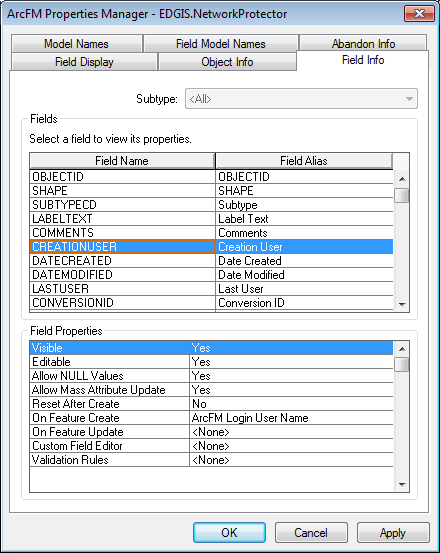 ArcFM Properties Manager - EDGIS.NetworkProtector
Model Names Field Model Names Abandon Info
Field Display Object Info Field Info
Subtype: <All>
Fields
Select a field to view its properties.
Field Name Field Alias
OBJECTID OBJECTID
SHAPE SHAPE
SUBTYPECD Subtype
LABELTEXT Label Text
COMMENTS Comments
CREATIONUSER Creation User
DATECREATED Date Created
DATEMODIFIED Date Modified
LASTUSER Last User
CONVERSIONID Conversion ID
Field Properties
Visible Yes
Editable Yes
Allow NULL Values Yes
Allow Mass Attribute Update Yes
Reset After Create No
On Feature Create ArcFM Login User Name
On Feature Update <None>
Custom Field Editor <None>
Validation Rules <None>
OK Cancel Apply